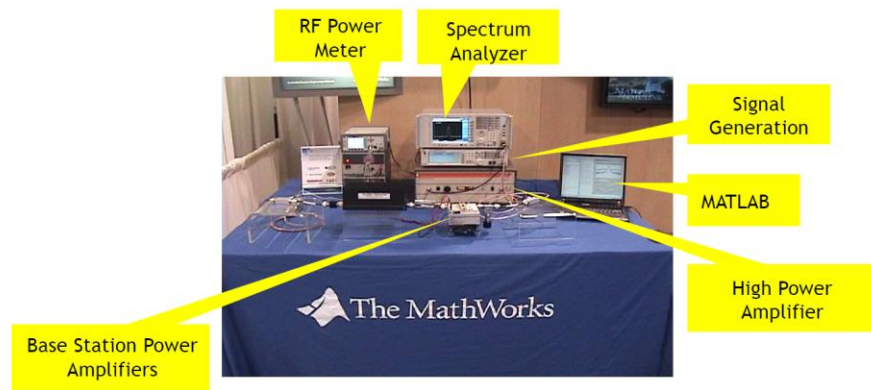 RF Power
Meter
Spectrum
Analyzer
Signal
Generation
MATLAB
High Power
Amplifier
The MathWorks
Base Station Power
Amplifiers